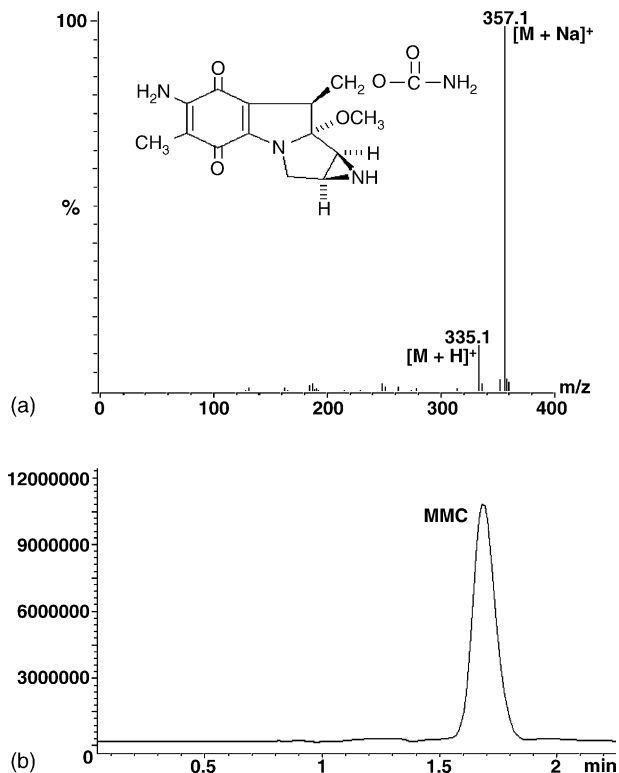 100
357.1
[M + Na]⁺
O
H₂N
O
CH₂ O C NH₂
OCH₃
CH₃
N
H
O
NH
H
%
335.1
[M + H]⁺
m/z
(a)
0 100 200 300 400
(b)
12000000
MMC
9000000
6000000
3000000
0
0.5 1 1.5 2 min